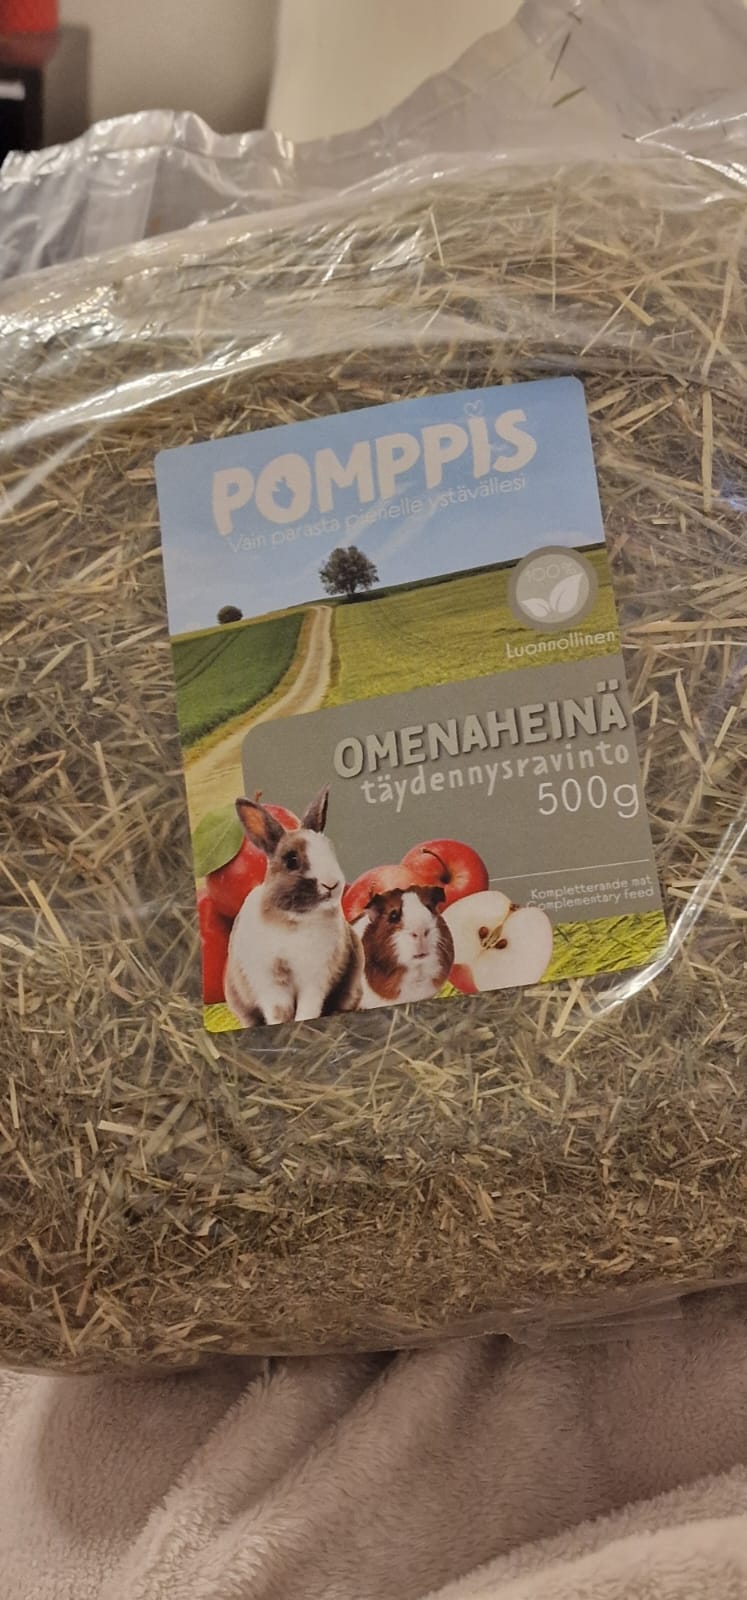 POMPPIS
Vain parasta pienelle ystävällesi
100%
Luonnollinen
OMENAHEINÄ
täydennysravinto
500g
Kompletterande mat
Complementary feed